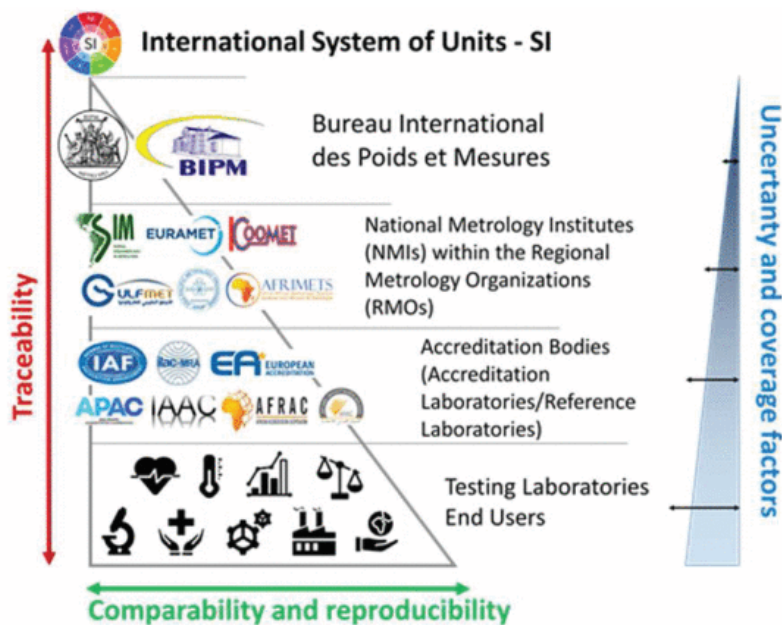 SI
International System of Units - SI
Bureau International
des Poids et Mesures
BIPM
SIM
EURAMET
COOMET
National Metrology Institutes
(NMIs) within the Regional
Metrology Organizations
(RMOs)
GULFMET
AFRIMETS
IAF
ilac-MRA
EA
EUROPEAN
ACCREDITATION
Accreditation Bodies
(Accreditation
Laboratories/Reference
Laboratories)
APAC
IAAC
AFRAC
Testing Laboratories
End Users
Traceability
Uncertanty and coverage factors
Comparability and reproducibility